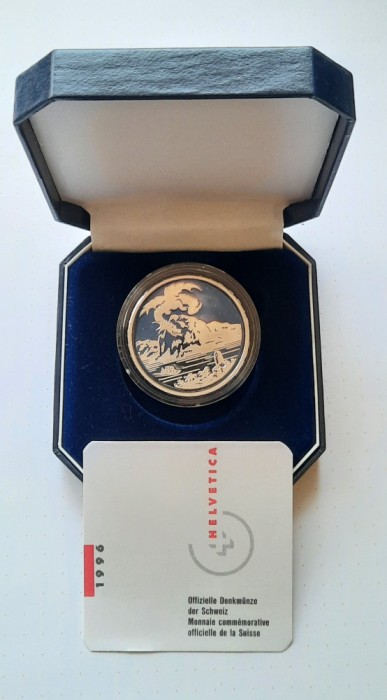 HELVETICA
1996
Offizielle Denkmünze
der Schweiz
Monnaie commémorative
officielle de la Suisse